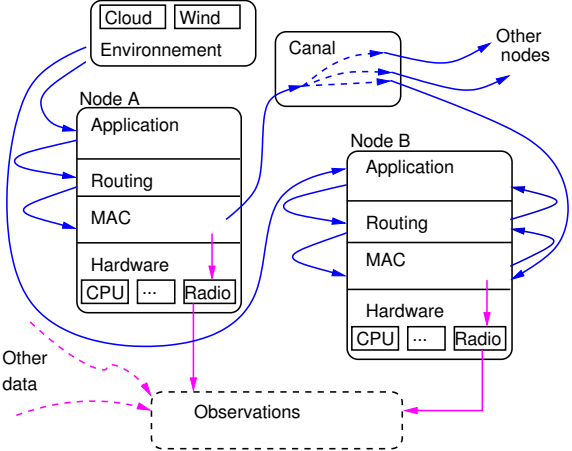 Cloud Wind
Environnement
Canal
Other
nodes
Node A
Application
Routing
MAC
Hardware
CPU ... Radio
Node B
Application
Routing
MAC
Hardware
CPU ... Radio
Other
data
Observations